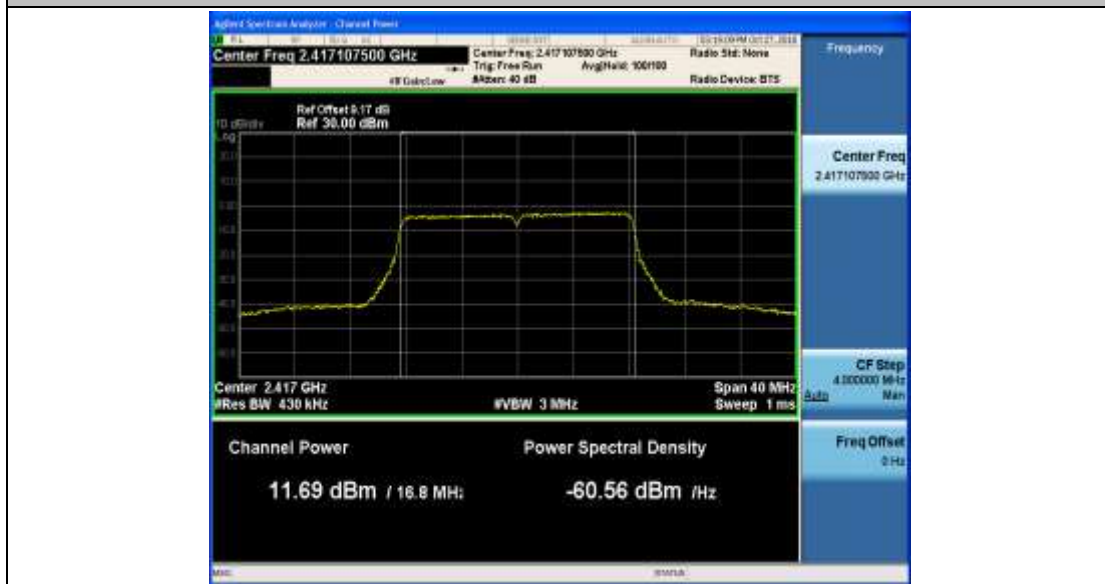 Agilent Spectrum Analyzer - Channel Power
Center Freq 2.417107500 GHz
Center Freq: 2.417107500 GHz
Radio Std: None
Trig: Free Run
Avg|Hold: 100/100
#IFGain:Low
#Atten: 40 dB
Radio Device: BTS
Ref Offset 9.17 dB
10 dB/div
Ref 30.00 dBm
Log
Center 2.417 GHz
Span 40 MHz
#Res BW 430 kHz
#VBW 3 MHz
Sweep 1 ms
Channel Power
Power Spectral Density
11.69 dBm / 16.8 MHz
-60.56 dBm /Hz
Frequency
Center Freq
2.417107500 GHz
CF Step
4.000000 MHz
Auto Man
Freq Offset
0 Hz
MSG
STATUS